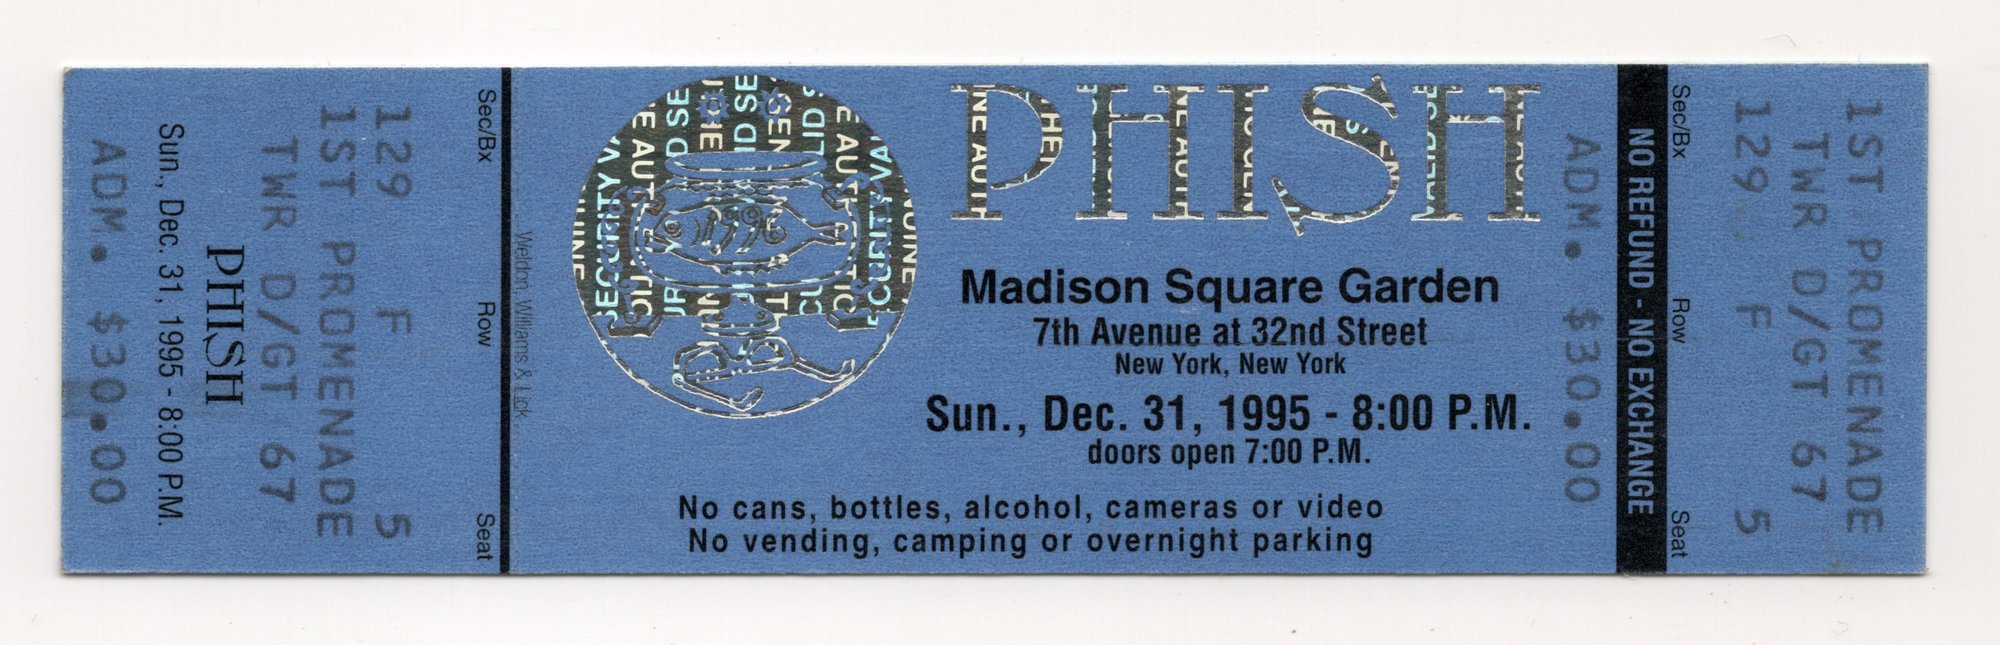 ADM. $30.00
Sun., Dec. 31, 1995 - 8:00 P.M.
PHISH
TWR D/GT 67
1ST PROMENADE
129 F 5
Sec/Bx Row Seat
Weldon, Williams & Lick
1996
PHISH
Madison Square Garden
7th Avenue at 32nd Street
New York, New York
Sun., Dec. 31, 1995 - 8:00 P.M.
doors open 7:00 P.M.
No cans, bottles, alcohol, cameras or video
No vending, camping or overnight parking
ADM. $30.00
NO REFUND - NO EXCHANGE
Sec/Bx Row Seat
129 F 5
TWR D/GT 67
1ST PROMENADE